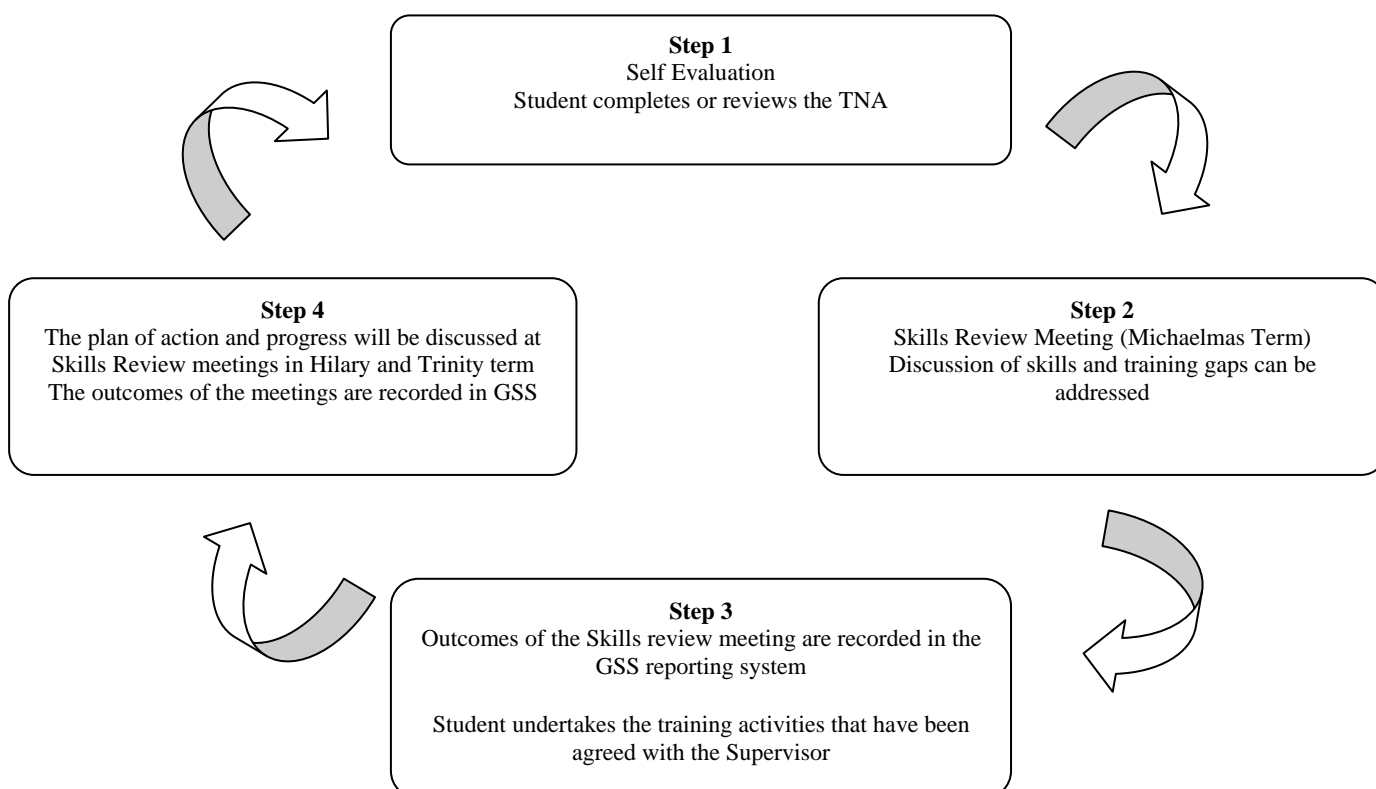 Step 1
Self Evaluation
Student completes or reviews the TNA
Step 2
Skills Review Meeting (Michaelmas Term)
Discussion of skills and training gaps can be
addressed
Step 3
Outcomes of the Skills review meeting are recorded in the
GSS reporting system
Student undertakes the training activities that have been
agreed with the Supervisor
Step 4
The plan of action and progress will be discussed at
Skills Review meetings in Hilary and Trinity term
The outcomes of the meetings are recorded in GSS